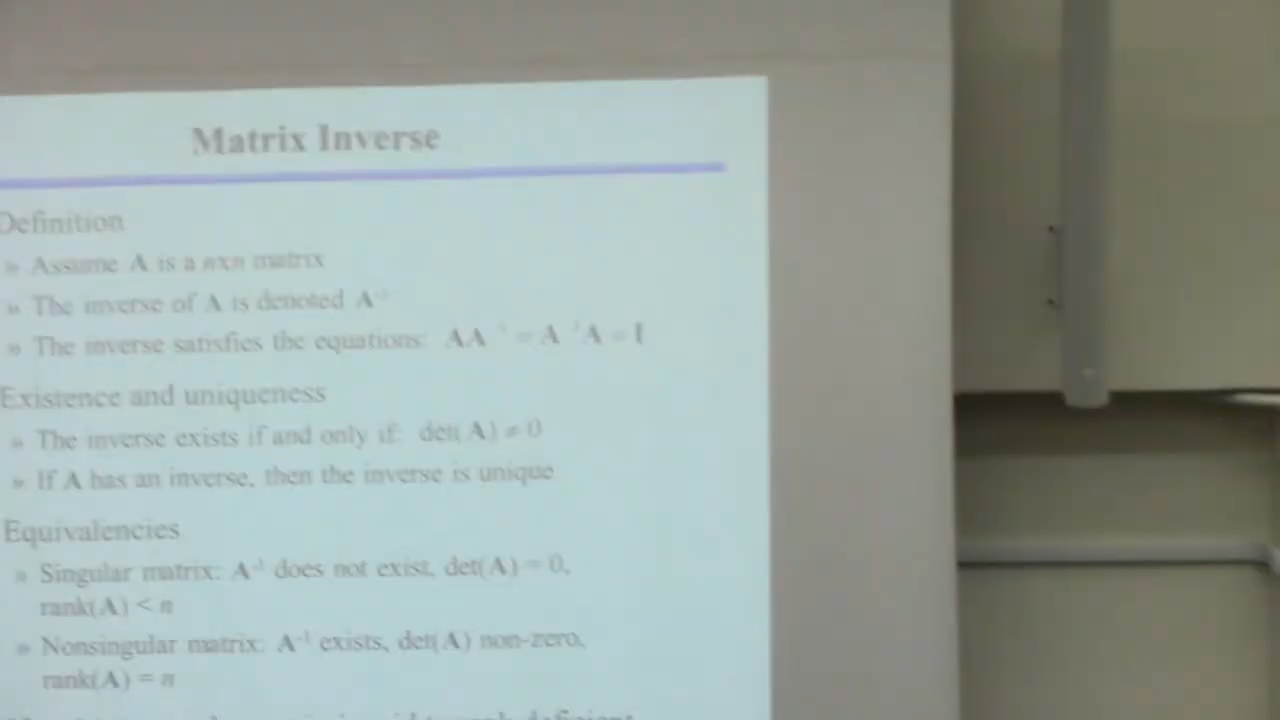 Matrix Inverse
Definition
» Assume A is a nxn matrix
» The inverse of A is denoted A⁻¹
» The inverse satisfies the equations: AA⁻¹ = A⁻¹A = I
Existence and uniqueness
» The inverse exists if and only if: det(A) ≠ 0
» If A has an inverse, then the inverse is unique
Equivalencies
» Singular matrix: A⁻¹ does not exist, det(A) = 0,
rank(A) < n
» Nonsingular matrix: A⁻¹ exists, det(A) non-zero,
rank(A) = n